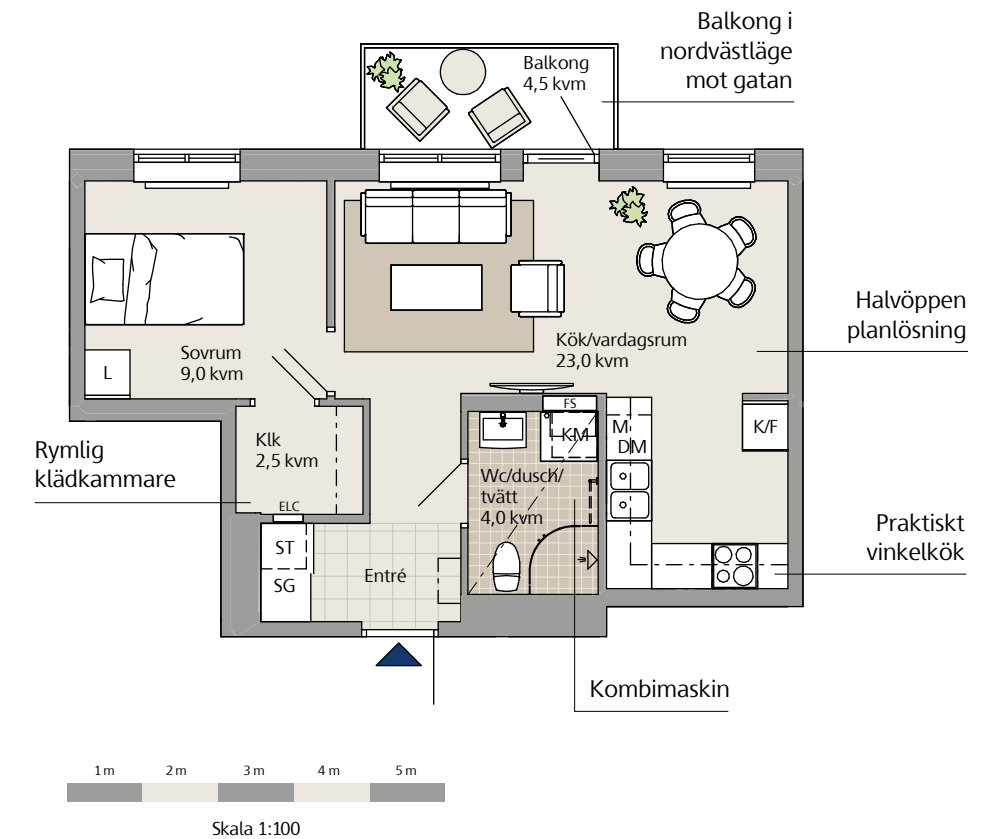 Balkong i
nordvästläge
mot gatan
Balkong
4,5 kvm
Halvöppen
planlösning
Kök/vardagsrum
23,0 kvm
Sovrum
9,0 kvm
L
FS
KM
M
DM
K/F
Rymlig
klädkammare
Klk
2,5 kvm
Wc/dusch/
tvätt
4,0 kvm
ELC
ST
SG
Entré
Praktiskt
vinkelkök
Kombimaskin
1 m 2 m 3 m 4 m 5 m
Skala 1:100